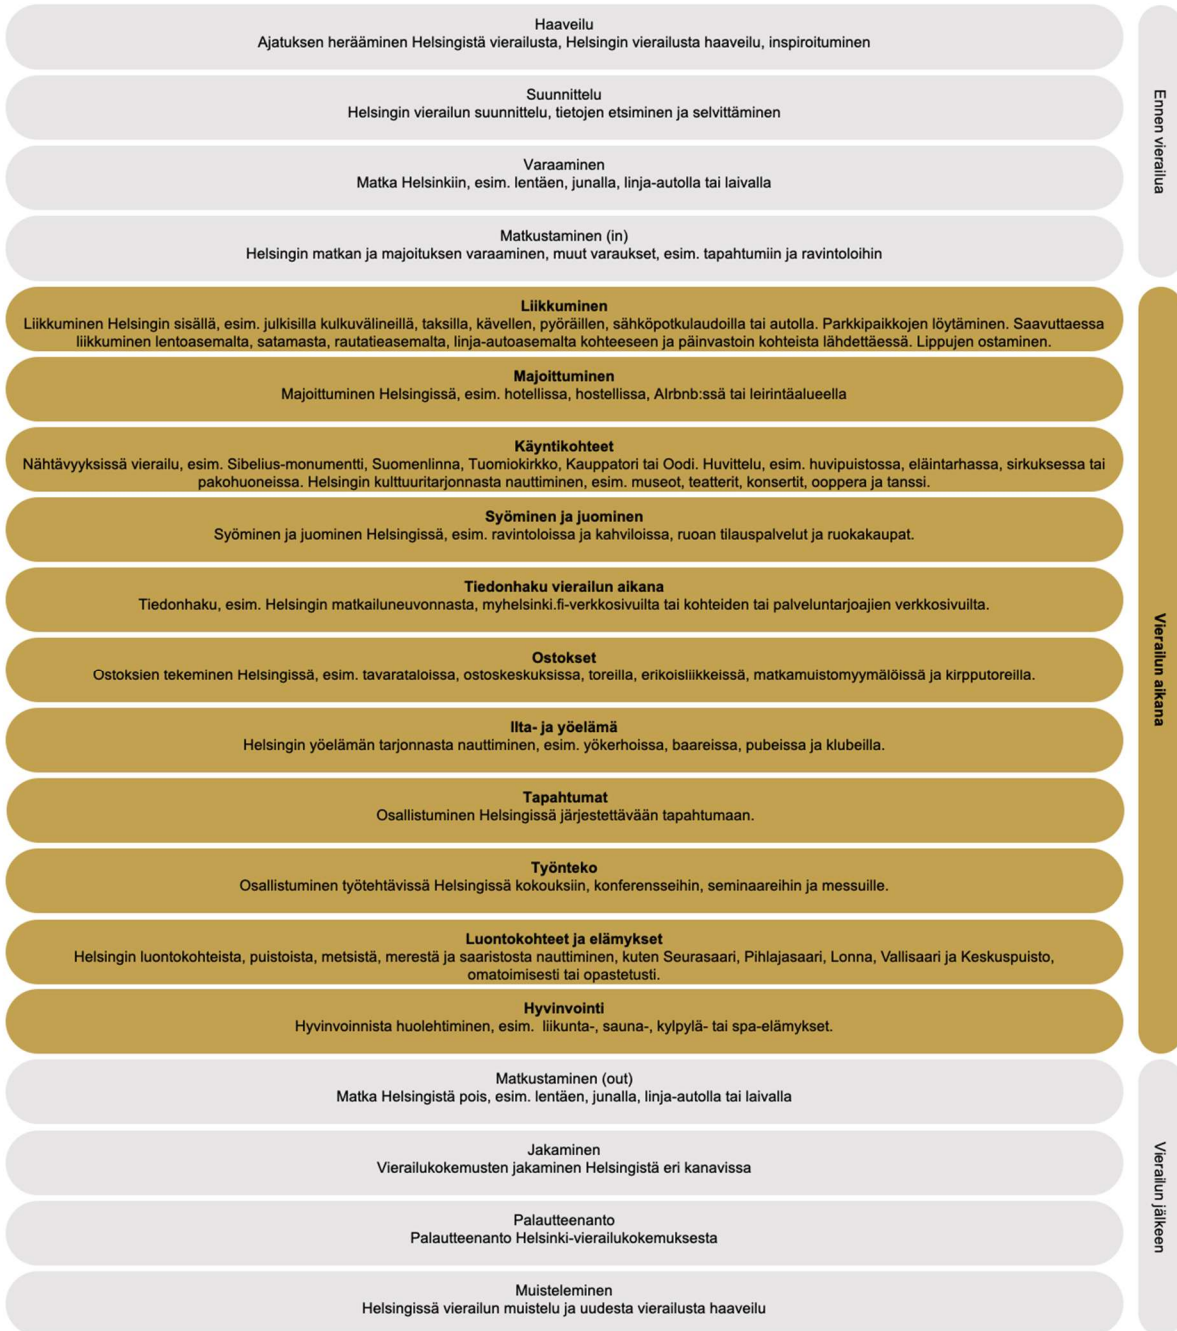 Haaveilu
Ajatuksen herääminen Helsingistä vierailusta, Helsingin vierailusta haaveilu, inspiroituminen
Suunnittelu
Helsingin vierailun suunnittelu, tietojen etsiminen ja selvittäminen
Varaaminen
Matka Helsinkiin, esim. lentäen, junalla, linja-autolla tai laivalla
Matkustaminen (in)
Helsingin matkan ja majoituksen varaaminen, muut varaukset, esim. tapahtumiin ja ravintoloihin
Ennen vierailua
Liikkuminen
Liikkuminen Helsingin sisällä, esim. julkisilla kulkuvälineillä, taksilla, kävellen, pyöräillen, sähköpotkulaudoilla tai autolla. Parkkipaikkojen löytäminen. Saavuttaessa
liikkuminen lentoasemalta, satamasta, rautatieasemalta, linja-autoasemalta kohteeseen ja päinvastoin kohteista lähdettäessä. Lippujen ostaminen.
Majoittuminen
Majoittuminen Helsingissä, esim. hotellissa, hostellissa, AIrbnb:ssä tai leirintäalueella
Käyntikohteet
Nähtävyyksissä vierailu, esim. Sibelius-monumentti, Suomenlinna, Tuomiokirkko, Kauppatori tai Oodi. Huvittelu, esim. huvipuistossa, eläintarhassa, sirkuksessa tai
pakohuoneissa. Helsingin kulttuuritarjonnasta nauttiminen, esim. museot, teatterit, konsertit, ooppera ja tanssi.
Syöminen ja juominen
Syöminen ja juominen Helsingissä, esim. ravintoloissa ja kahviloissa, ruoan tilauspalvelut ja ruokakaupat.
Tiedonhaku vierailun aikana
Tiedonhaku, esim. Helsingin matkailuneuvonnasta, myhelsinki.fi-verkkosivuilta tai kohteiden tai palveluntarjoajien verkkosivuilta.
Ostokset
Ostoksien tekeminen Helsingissä, esim. tavarataloissa, ostoskeskuksissa, toreilla, erikoisliikkeissä, matkamuistomyymälöissä ja kirpputoreilla.
Ilta- ja yöelämä
Helsingin yöelämän tarjonnasta nauttiminen, esim. yökerhoissa, baareissa, pubeissa ja klubeilla.
Tapahtumat
Osallistuminen Helsingissä järjestettävään tapahtumaan.
Työnteko
Osallistuminen työtehtävissä Helsingissä kokouksiin, konferensseihin, seminaareihin ja messuille.
Luontokohteet ja elämykset
Helsingin luontokohteista, puistoista, metsistä, merestä ja saaristosta nauttiminen, kuten Seurasaari, Pihlajasaari, Lonna, Vallisaari ja Keskuspuisto,
omatoimisesti tai opastetusti.
Hyvinvointi
Hyvinvoinnista huolehtiminen, esim. liikunta-, sauna-, kylpylä- tai spa-elämykset.
Vierailun aikana
Matkustaminen (out)
Matka Helsingistä pois, esim. lentäen, junalla, linja-autolla tai laivalla
Jakaminen
Vierailukokemusten jakaminen Helsingistä eri kanavissa
Palautteenanto
Palautteenanto Helsinki-vierailukokemuksesta
Muisteleminen
Helsingissä vierailun muistelu ja uudesta vierailusta haaveilu
Vierailun jälkeen